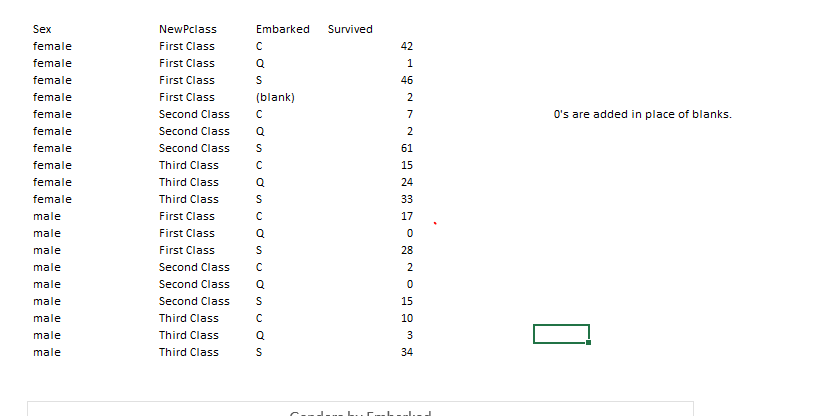 Sex NewPclass Embarked Survived
female First Class C 42
female First Class Q 1
female First Class S 46
female First Class (blank) 2
female Second Class C 7 0's are added in place of blanks.
female Second Class Q 2
female Second Class S 61
female Third Class C 15
female Third Class Q 24
female Third Class S 33
male First Class C 17
male First Class Q 0
male First Class S 28
male Second Class C 2
male Second Class Q 0
male Second Class S 15
male Third Class C 10
male Third Class Q 3
male Third Class S 34
Genders by Embarked